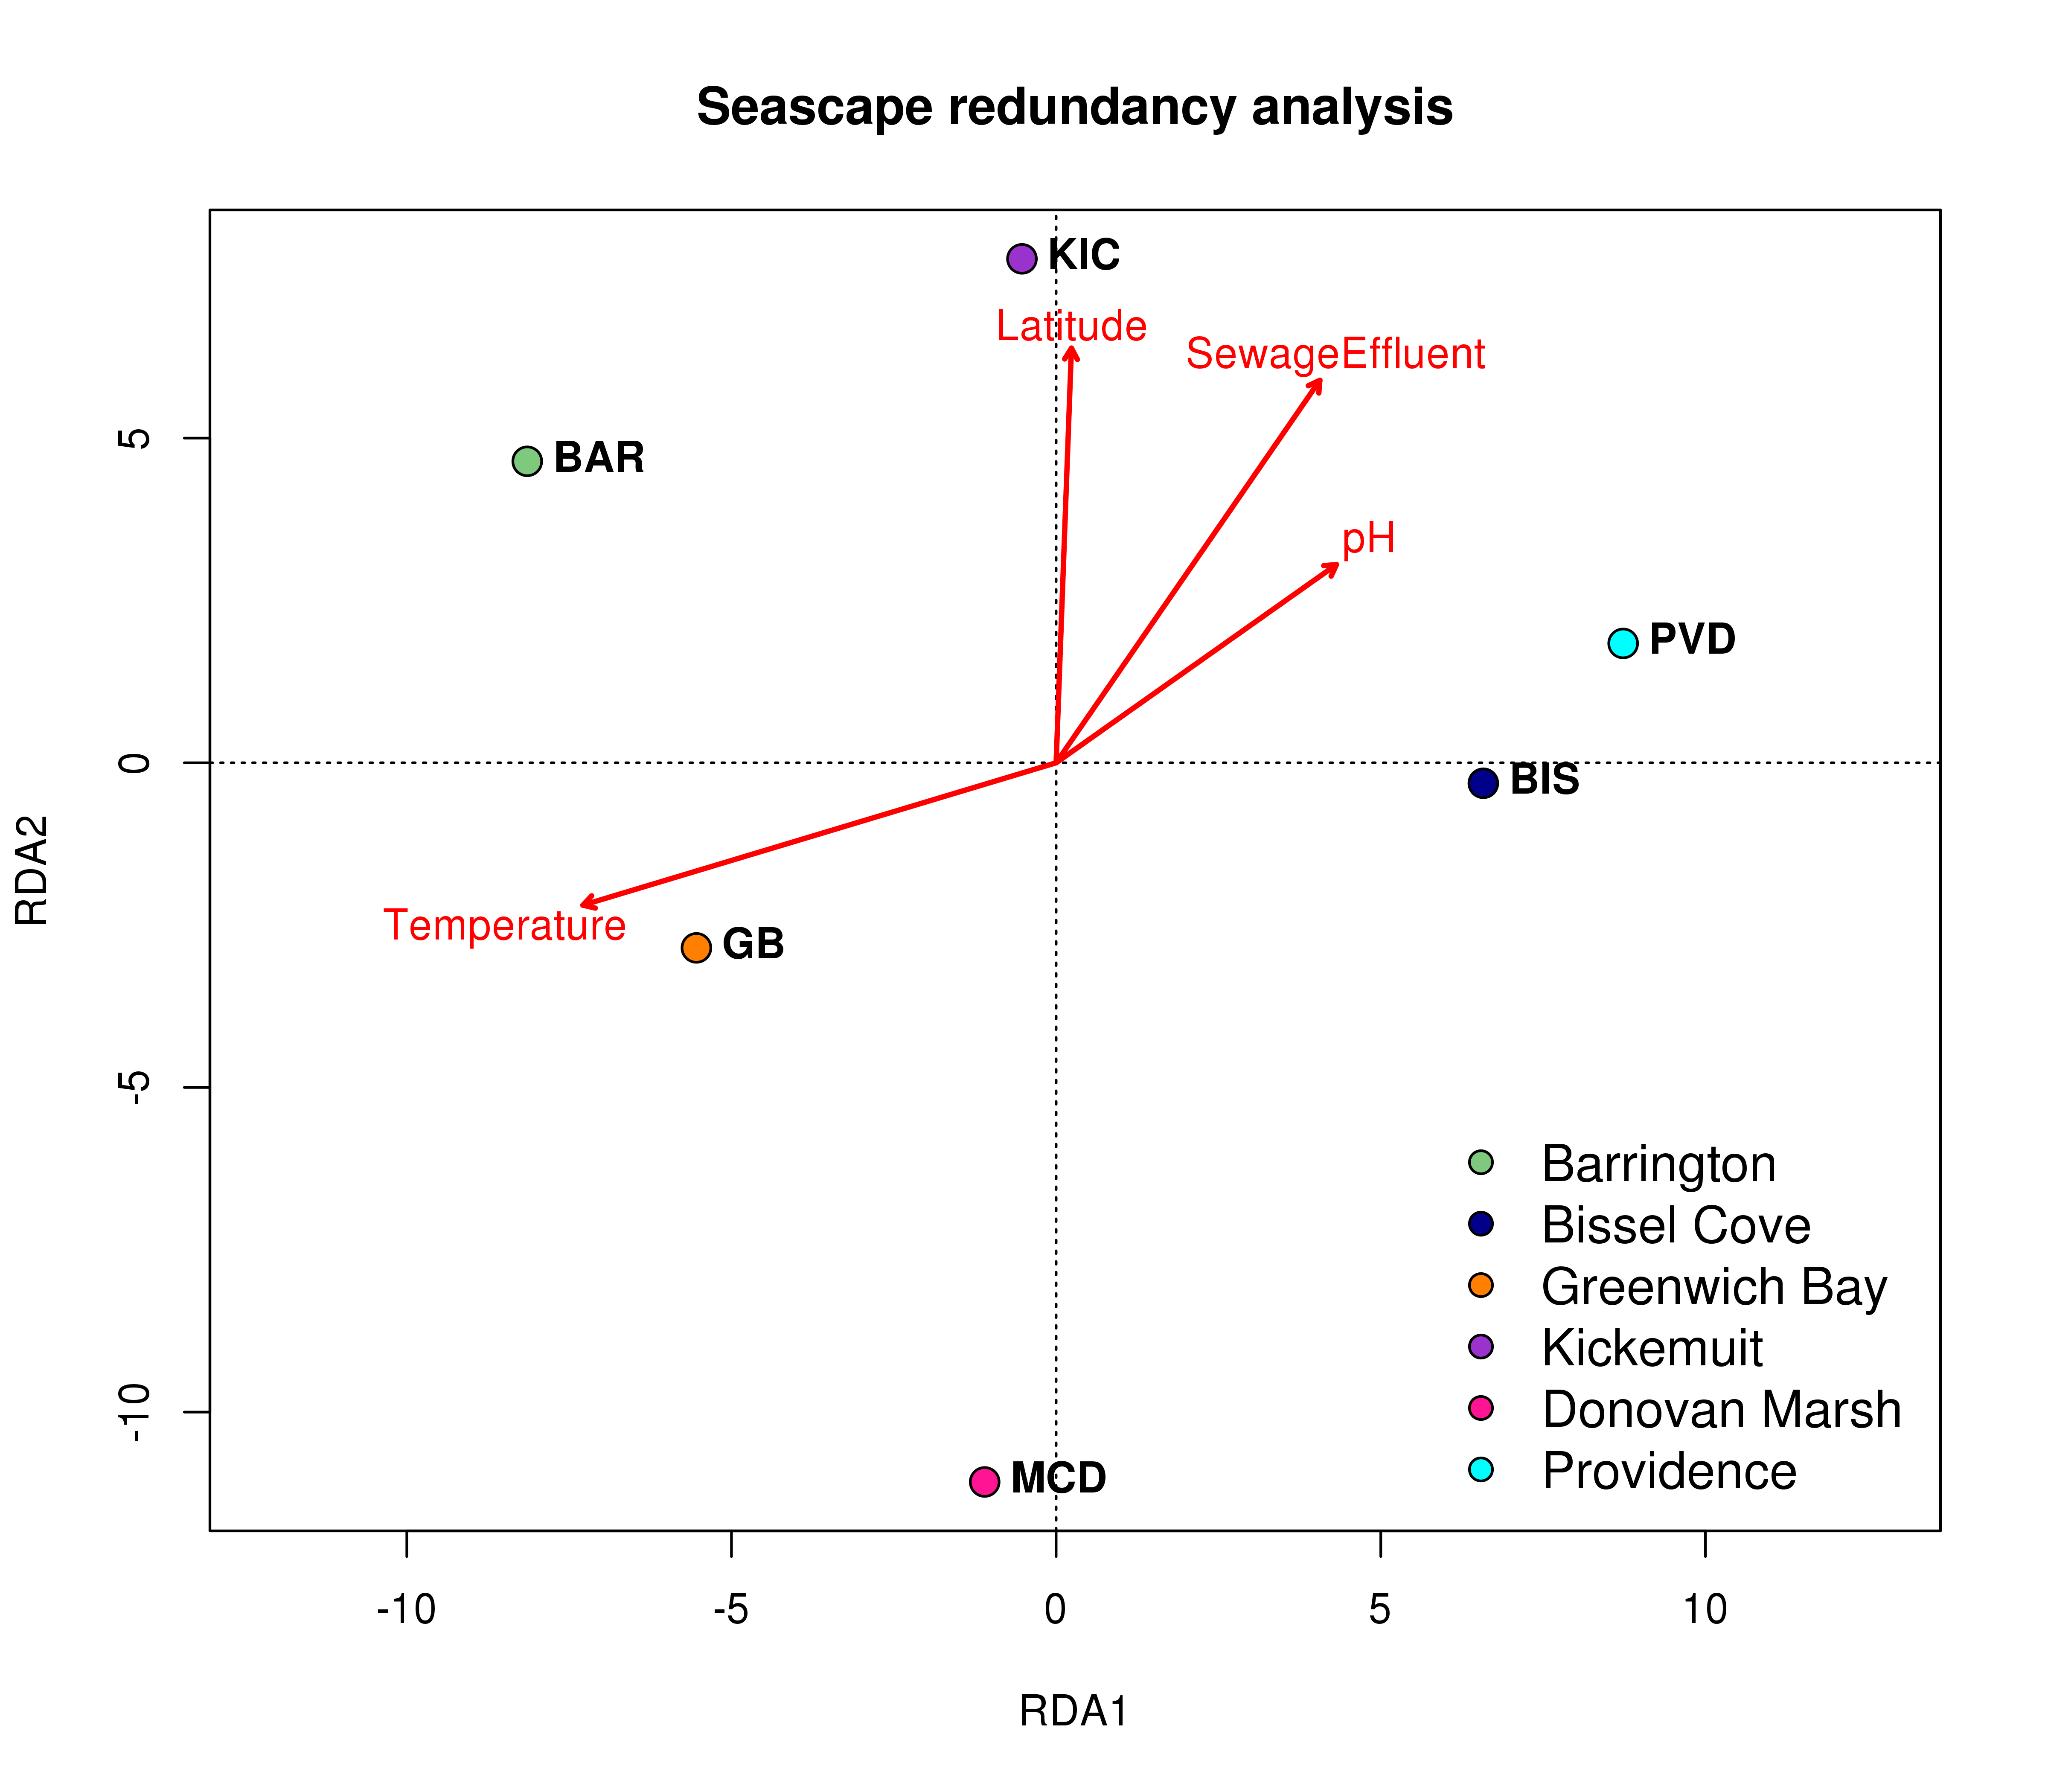 Seascape redundancy analysis
KIC
Latitude
SewageEffluent
BAR
pH
PVD
BIS
Temperature
GB
MCD
5
0
-5
-10
RDA2
Barrington
Bissel Cove
Greenwich Bay
Kickemuit
Donovan Marsh
Providence
-10 -5 0 5 10
RDA1